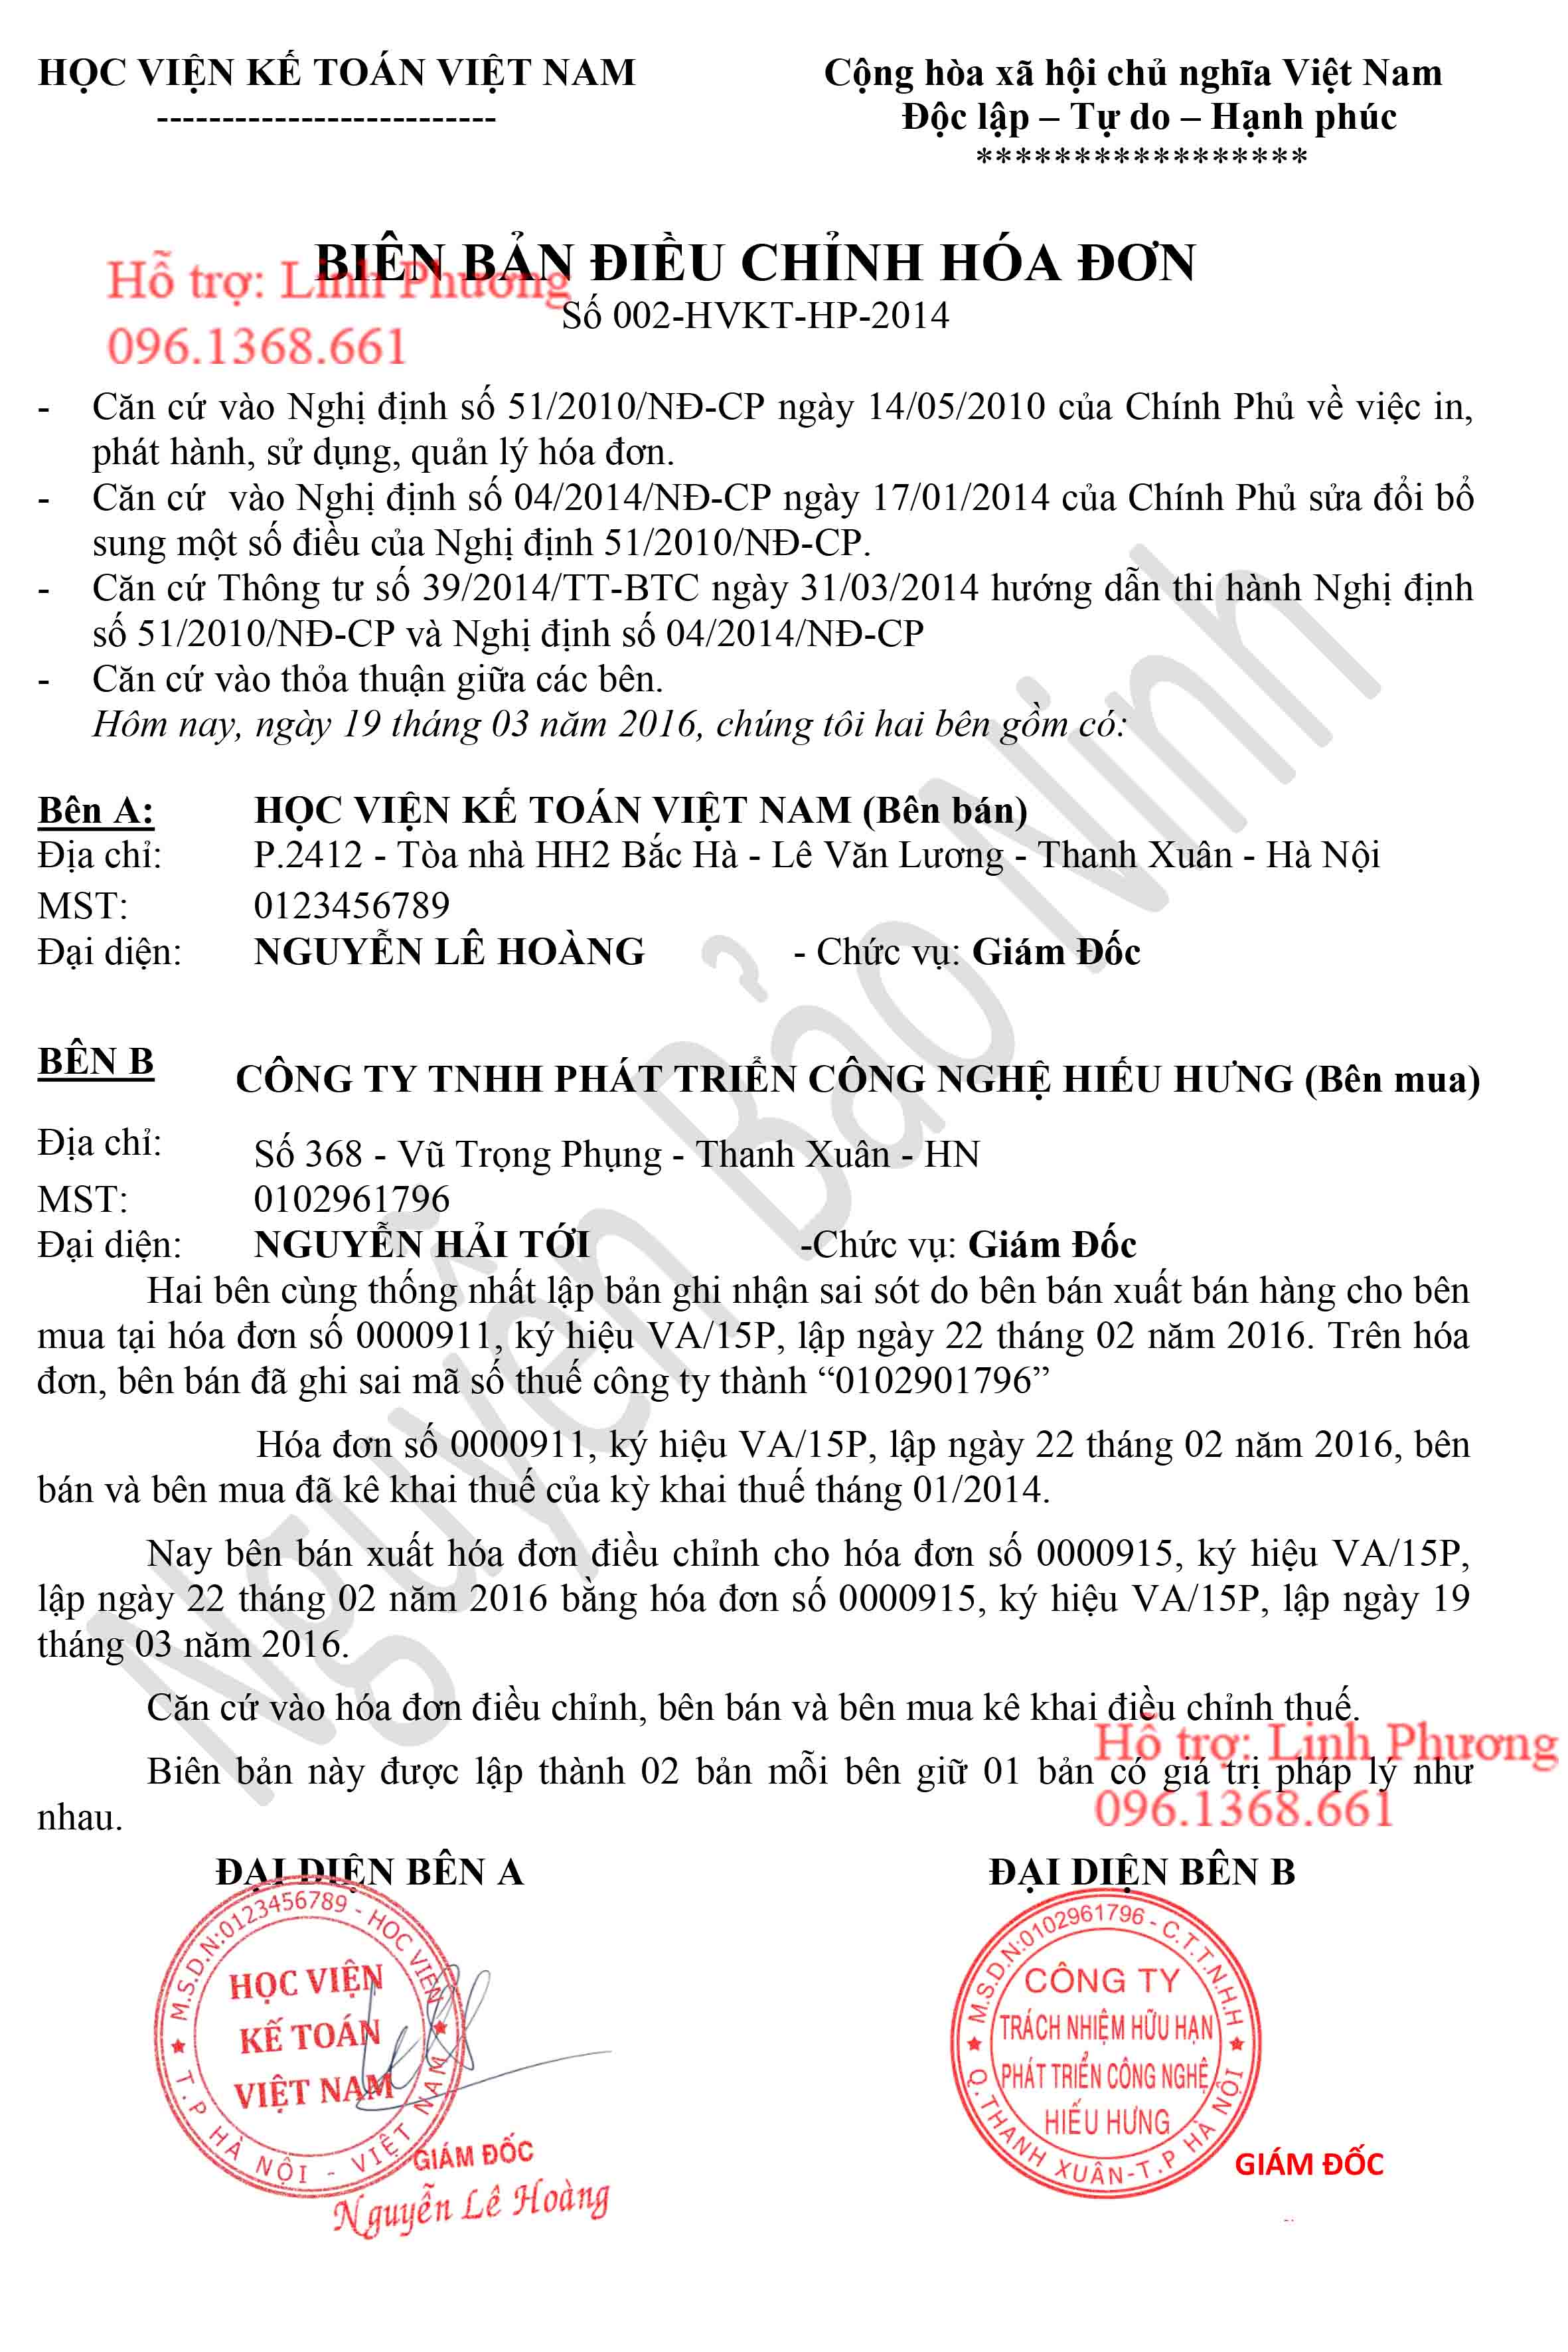 HỌC VIỆN KẾ TOÁN VIỆT NAM
--------------------------
Cộng hòa xã hội chủ nghĩa Việt Nam
Độc lập – Tự do – Hạnh phúc
*****************
BIÊN BẢN ĐIỀU CHỈNH HÓA ĐƠN
Số 002-HVKT-HP-2014
Hỗ trợ: Linh Phương
096.1368.661
- Căn cứ vào Nghị định số 51/2010/NĐ-CP ngày 14/05/2010 của Chính Phủ về việc in,
phát hành, sử dụng, quản lý hóa đơn.
- Căn cứ vào Nghị định số 04/2014/NĐ-CP ngày 17/01/2014 của Chính Phủ sửa đổi bổ
sung một số điều của Nghị định 51/2010/NĐ-CP.
- Căn cứ Thông tư số 39/2014/TT-BTC ngày 31/03/2014 hướng dẫn thi hành Nghị định
số 51/2010/NĐ-CP và Nghị định số 04/2014/NĐ-CP
- Căn cứ vào thỏa thuận giữa các bên.
Hôm nay, ngày 19 tháng 03 năm 2016, chúng tôi hai bên gồm có:
Bên A: HỌC VIỆN KẾ TOÁN VIỆT NAM (Bên bán)
Địa chỉ: P.2412 - Tòa nhà HH2 Bắc Hà - Lê Văn Lương - Thanh Xuân - Hà Nội
MST: 0123456789
Đại diện: NGUYỄN LÊ HOÀNG - Chức vụ: Giám Đốc
BÊN B CÔNG TY TNHH PHÁT TRIỂN CÔNG NGHỆ HIẾU HƯNG (Bên mua)
Địa chỉ: Số 368 - Vũ Trọng Phụng - Thanh Xuân - HN
MST: 0102961796
Đại diện: NGUYỄN HẢI TỚI -Chức vụ: Giám Đốc
Hai bên cùng thống nhất lập bản ghi nhận sai sót do bên bán xuất bán hàng cho bên
mua tại hóa đơn số 0000911, ký hiệu VA/15P, lập ngày 22 tháng 02 năm 2016. Trên hóa
đơn, bên bán đã ghi sai mã số thuế công ty thành “0102901796”
Hóa đơn số 0000911, ký hiệu VA/15P, lập ngày 22 tháng 02 năm 2016, bên
bán và bên mua đã kê khai thuế của kỳ khai thuế tháng 01/2014.
Nay bên bán xuất hóa đơn điều chỉnh cho hóa đơn số 0000915, ký hiệu VA/15P,
lập ngày 22 tháng 02 năm 2016 bằng hóa đơn số 0000915, ký hiệu VA/15P, lập ngày 19
tháng 03 năm 2016.
Căn cứ vào hóa đơn điều chỉnh, bên bán và bên mua kê khai điều chỉnh thuế.
Biên bản này được lập thành 02 bản mỗi bên giữ 01 bản có giá trị pháp lý như
nhau.
Hỗ trợ: Linh Phương
096.1368.661
Nguyễn Bảo Ninh
ĐẠI DIỆN BÊN A
M.S.D.N:0123456789 - HỌC VIỆN
HỌC VIỆN
KẾ TOÁN
VIỆT NAM
T.P HÀ NỘI - VIỆT NAM
GIÁM ĐỐC
Nguyễn Lê Hoàng
ĐẠI DIỆN BÊN B
M.S.D.N:0102961796 - C.T.T.N.H.H
CÔNG TY
TRÁCH NHIỆM HỮU HẠN
PHÁT TRIỂN CÔNG NGHỆ
HIẾU HƯNG
Q.THANH XUÂN-T.P HÀ NỘI
GIÁM ĐỐC